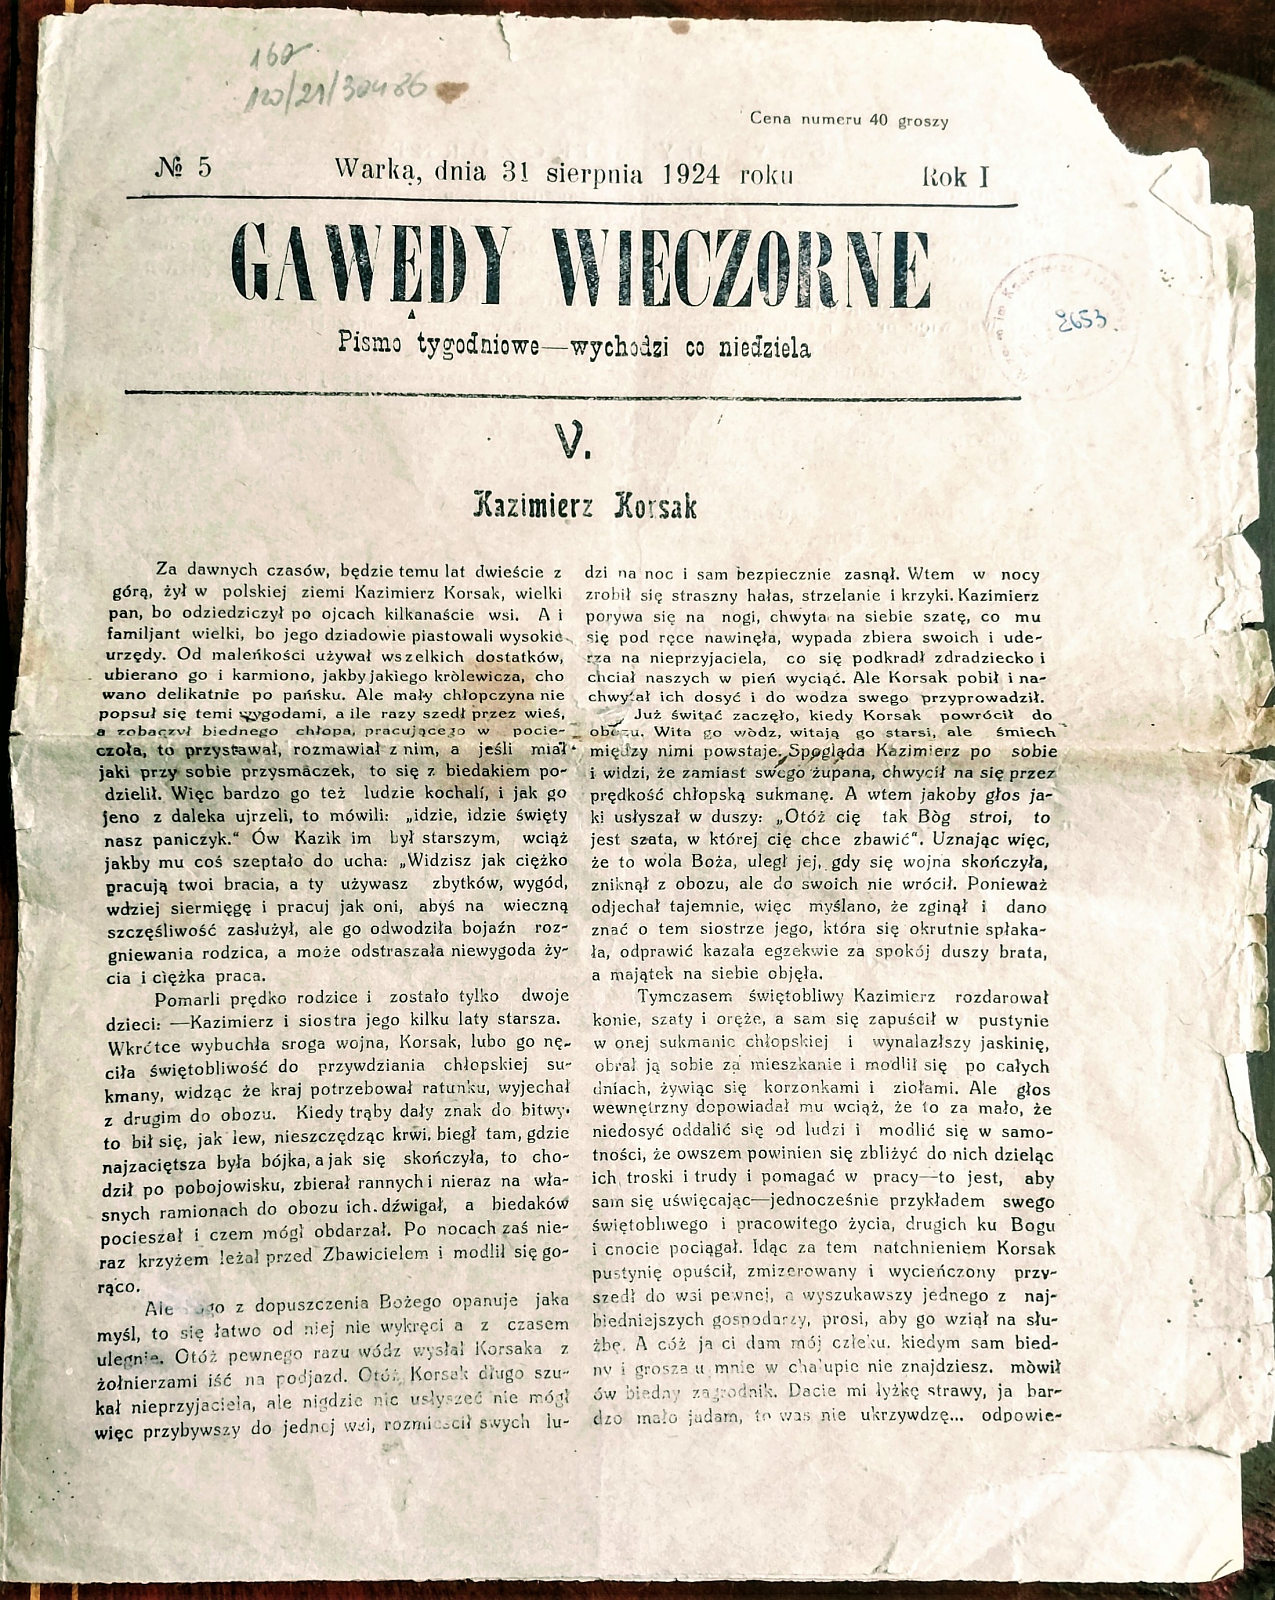 160
120/21/30486
Cena numeru 40 groszy
№ 5 Warka, dnia 31 sierpnia 1924 roku Rok I
GAWĘDY WIECZORNE
Pismo tygodniowe—wychodzi co niedziela
2653
V.
Kazimierz Korsak
Za dawnych czasów, będzie temu lat dwieście z
górą, żył w polskiej ziemi Kazimierz Korsak, wielki
pan, bo odziedziczył po ojcach kilkanaście wsi. A i
familjant wielki, bo jego dziadowie piastowali wysokie
urzędy. Od maleńkości używał wszelkich dostatków,
ubierano go i karmiono, jakby jakiego królewicza, cho
wano delikatnie po pańsku. Ale mały chłopczyna nie
popsuł się temi wygodami, a ile razy szedł przez wieś,
a zobaczył biednego chłopa, pracującego w pocie-
czoła, to przystawał, rozmawiał z nim, a jeśli miał
jaki przy sobie przysmaczek, to się z biedakiem po-
dzielił. Więc bardzo go też ludzie kochali, i jak go
jeno z daleka ujrzeli, to mówili: „idzie, idzie święty
nasz paniczyk.“ Ów Kazik im był starszym, wciąż
jakby mu coś szeptało do ucha: „Widzisz jak ciężko
pracują twoi bracia, a ty używasz zbytków, wygód,
wdziej siermięgę i pracuj jak oni, abyś na wieczną
szczęśliwość zasłużył, ale go odwodziła bojaźn roz-
gniewania rodzica, a może odstraszała niewygoda ży-
cia i ciężka praca.
Pomarli prędko rodzice i zostało tylko dwoje
dzieci: —Kazimierz i siostra jego kilku laty starsza.
Wkrótce wybuchła sroga wojna, Korsak, lubo go nę-
ciła świętobliwość do przywdziania chłopskiej su-
kmany, widząc że kraj potrzebował ratunku, wyjechał
z drugim do obozu. Kiedy trąby dały znak do bitwy.
to bił się, jak lew, nieszczędząc krwi. biegł tam, gdzie
najzaciętsza była bójka, a jak się skończyła, to cho-
dził po pobojowisku, zbierał rannych i nieraz na wła-
snych ramionach do obozu ich. dźwigał, a biedaków
pocieszał i czem mógł obdarzał. Po nocach zaś nie-
raz krzyżem leżał przed Zbawicielem i modlił się go-
rąco.
Ale z dopuszczenia Bożego opanuje jaka
myśl, to się łatwo od niej nie wykręci a z czasem
ulegnie. Otóż pewnego razu wódz wysłał Korsaka z
żołnierzami iść na podjazd. Otóż Korsak długo szu-
kał nieprzyjaciela, ale nigdzie nic usłyszeć nie mógł
więc przybywszy do jednej wsi, rozmieścił swych lu-
dzi na noc i sam bezpiecznie zasnął. Wtem w nocy
zrobił się straszny hałas, strzelanie i krzyki. Kazimierz
porywa się na nogi, chwyta na siebie szatę, co mu
się pod ręce nawinęła, wypada zbiera swoich i ude-
rza na nieprzyjaciela, co się podkradł zdradziecko i
chciał naszych w pień wyciąć. Ale Korsak pobił i na-
chwytał ich dosyć i do wodza swego przyprowadził.
Już świtać zaczęło, kiedy Korsak powrócił do
obozu. Wita go wódz, witają go starsi, ale śmiech
między nimi powstaje. Spogląda Kazimierz po sobie
i widzi, że zamiast swego żupana, chwycił na się przez
prędkość chłopską sukmanę. A wtem jakoby głos ja-
ki usłyszał w duszy: „Otóż cię tak Bòg stroi, to
jest szata, w której cię chce zbawić“. Uznając więc,
że to wola Boża, uległ jej, gdy się wojna skończyła,
zniknął z obozu, ale do swoich nie wrócił. Ponieważ
odjechał tajemnie, więc myślano, że zginął i dano
znać o tem siostrze jego, która się okrutnie spłaka-
ła, odprawić kazała egzekwie za spokój duszy brata,
a majątek na siebie objęła.
Tymczasem świętobliwy Kazimierz rozdarował
konie, szaty i oręże, a sam się zapuścił w pustynie
w onej sukmanie chłopskiej i wynalazłszy jaskinię,
obrał ją sobie za mieszkanie i modlił się po całych
dniach, żywiąc się korzonkami i ziołami. Ale głos
wewnętrzny dopowiadał mu wciąż, że to za mało, że
niedosyć oddalić się od ludzi i modlić się w samo-
tności, że owszem powinien się zbliżyć do nich dzieląc
ich troski i trudy i pomagać w pracy—to jest, aby
sam się uświęcając—jednocześnie przykładem swego
świętobliwego i pracowitego życia, drugich ku Bogu
i cnocie pociągał. Idąc za tem natchnieniem Korsak
pustynię opuścił, zmizerowany i wycieńczony przy-
szedł do wsi pewnej, a wyszukawszy jednego z naj-
biedniejszych gospodarzy, prosi, aby go wziął na słu-
żbę. A cóż ja ci dam mój człeku. kiedym sam bied-
ny i grosza u mnie w chałupie nie znajdziesz. mòwił
ów biedny zagrodnik. Dacie mi łyżkę strawy, ja bar-
dzo mało jadam, to was nie ukrzywdzę... odpowie-